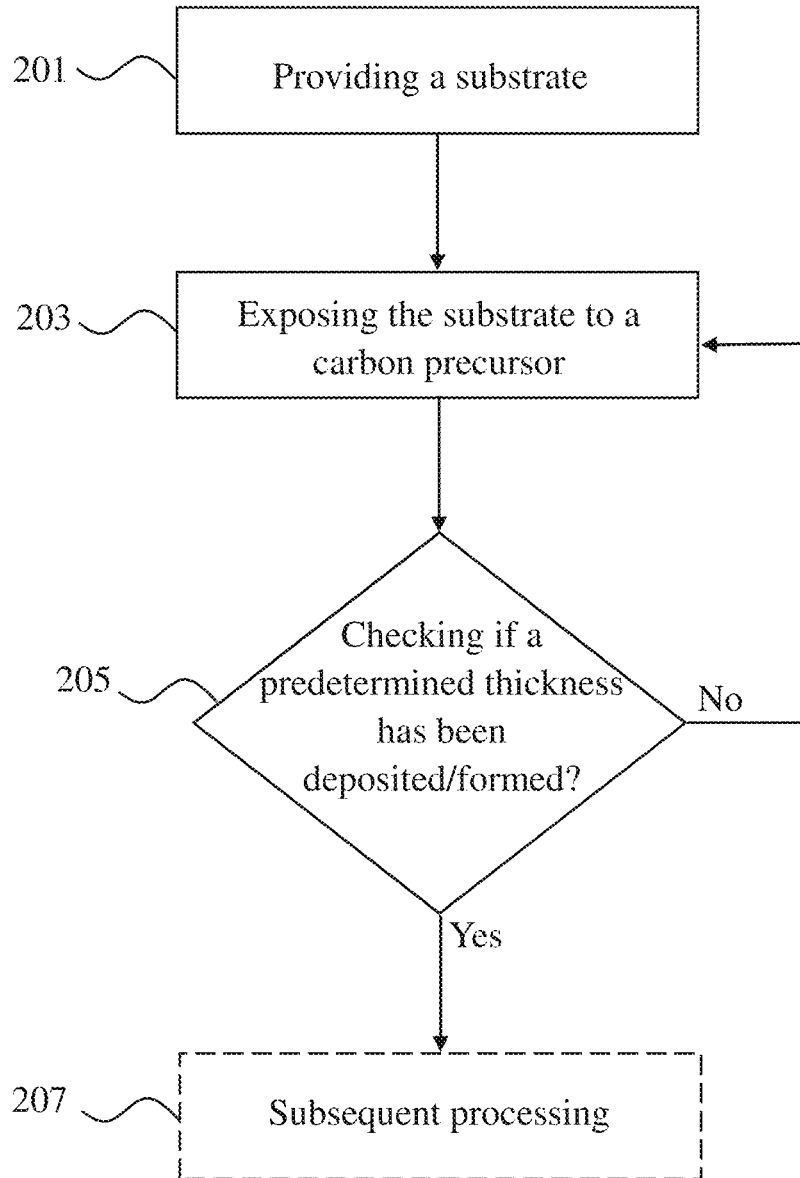 201
Providing a substrate
203
Exposing the substrate to a
carbon precursor
205
Checking if a
predetermined thickness
has been
deposited/formed?
No
Yes
207
Subsequent processing